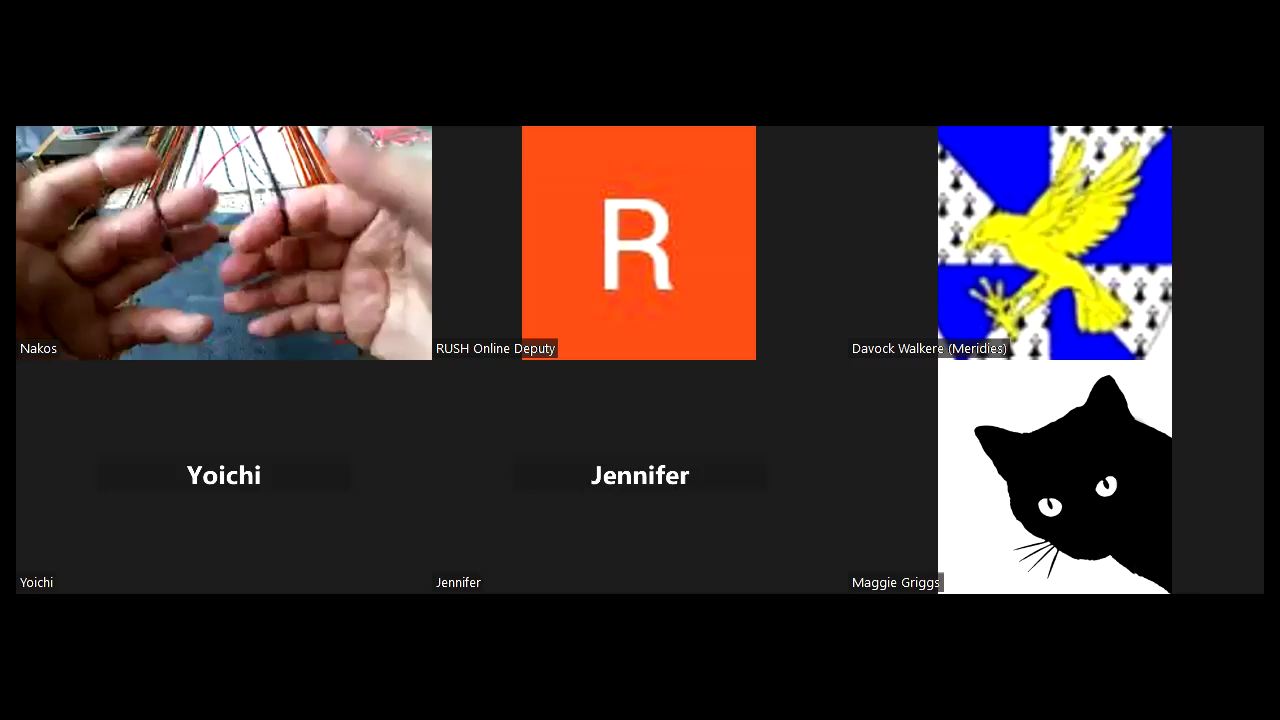 R
Nakos
RUSH Online Deputy
Davock Walkere (Meridies)
Yoichi
Jennifer
Yoichi
Jennifer
Maggie Griggs